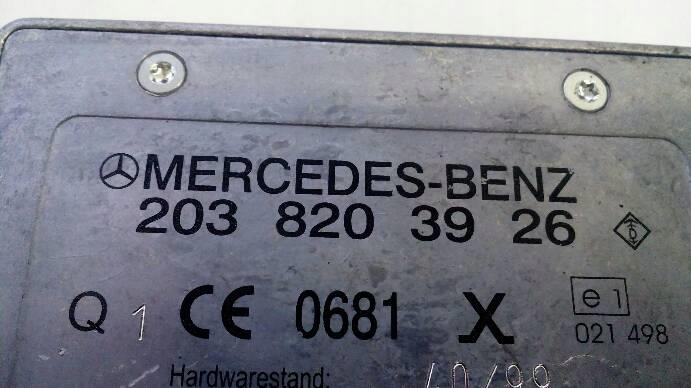 MERCEDES-BENZ
203 820 39 26
Q 1 CE 0681 X e1
021 498
Hardwarestand: